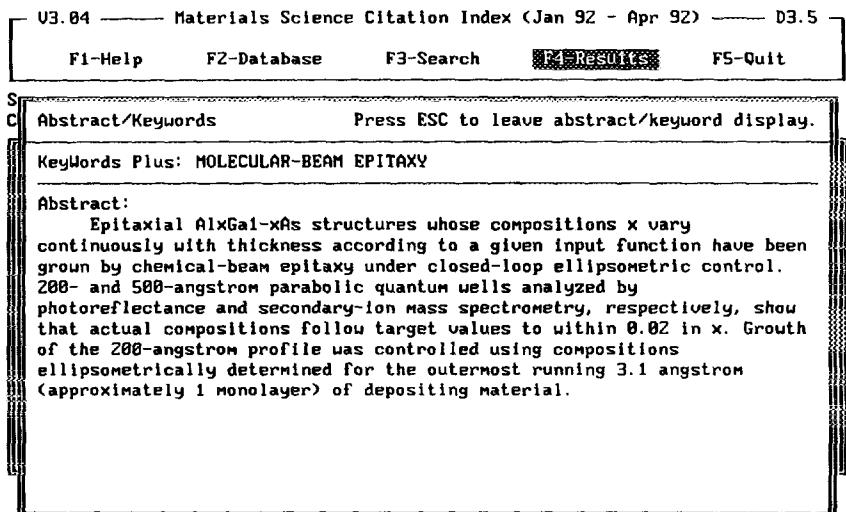 V3.04 Materials Science Citation Index (Jan 92 - Apr 92) D3.5
F1-Help F2-Database F3-Search F4-Results F5-Quit
S
C
Abstract/Keywords Press ESC to leave abstract/keyword display.
KeyWords Plus: MOLECULAR-BEAM EPITAXY
Abstract:
Epitaxial AlxGa1-xAs structures whose compositions x vary
continuously with thickness according to a given input function have been
grown by chemical-beam epitaxy under closed-loop ellipsometric control.
200- and 500-angstrom parabolic quantum wells analyzed by
photoreflectance and secondary-ion mass spectrometry, respectively, show
that actual compositions follow target values to within 0.02 in x. Growth
of the 200-angstrom profile was controlled using compositions
ellipsometrically determined for the outermost running 3.1 angstrom
(approximately 1 monolayer) of depositing material.